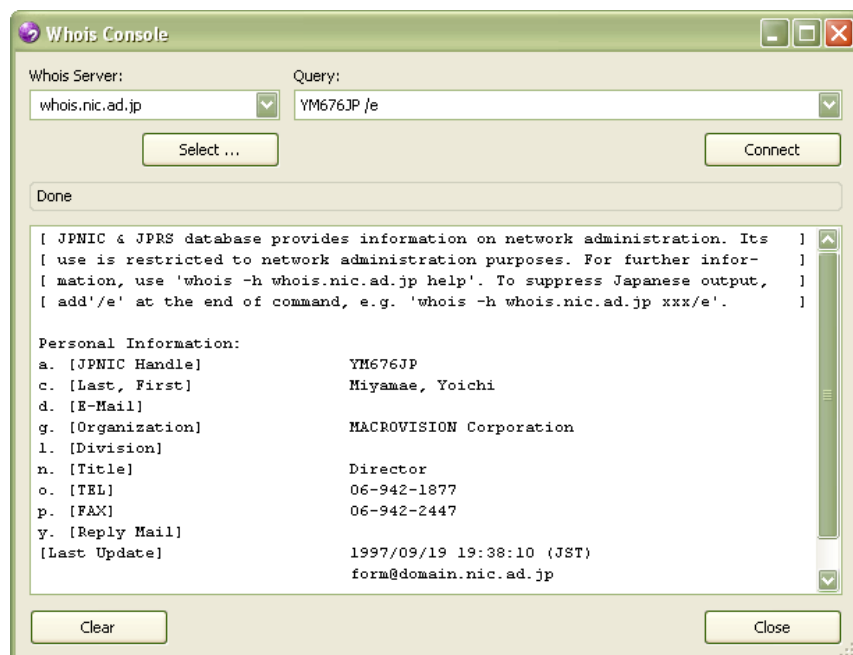 Whois Console
Whois Server:
Query:
whois.nic.ad.jp
YM676JP /e
Select ...
Connect
Done
[ JPNIC & JPRS database provides information on network administration. Its ]
[ use is restricted to network administration purposes. For further infor- ]
[ mation, use 'whois -h whois.nic.ad.jp help'. To suppress Japanese output, ]
[ add'/e' at the end of command, e.g. 'whois -h whois.nic.ad.jp xxx/e'. ]
Personal Information:
a. [JPNIC Handle] YM676JP
c. [Last, First] Miyamae, Yoichi
d. [E-Mail]
g. [Organization] MACROVISION Corporation
l. [Division]
n. [Title] Director
o. [TEL] 06-942-1877
p. [FAX] 06-942-2447
y. [Reply Mail]
[Last Update] 1997/09/19 19:38:10 (JST)
form@domain.nic.ad.jp
Clear
Close